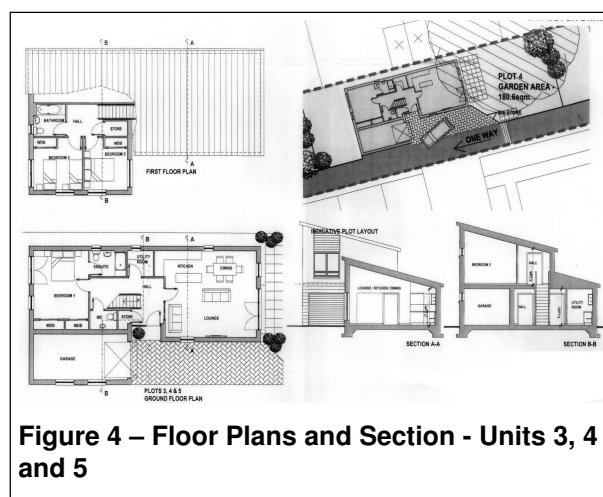 B
A
BATHROOM
HALL
STORE
WDB
WDB
BEDROOM 2
BEDROOM 3
A
B
FIRST FLOOR PLAN
PLOT 4
GARDEN AREA -
180.6sqm
BIN STORE
ONE WAY
INDICATIVE PLOT LAYOUT
B
A
UTILITY
ROOM
KITCHEN
DINING
ENSUITE
HALL
BEDROOM 1
LOUNGE
WC
STORE
WDB
WDB
GARAGE
A
B
PLOTS 3, 4 & 5
GROUND FLOOR PLAN
LOUNGE / KITCHEN / DINING
SECTION A-A
BEDROOM 3
HALL
GARAGE
HALL
UTILITY
ROOM
SECTION B-B
Figure 4 – Floor Plans and Section - Units 3, 4
and 5